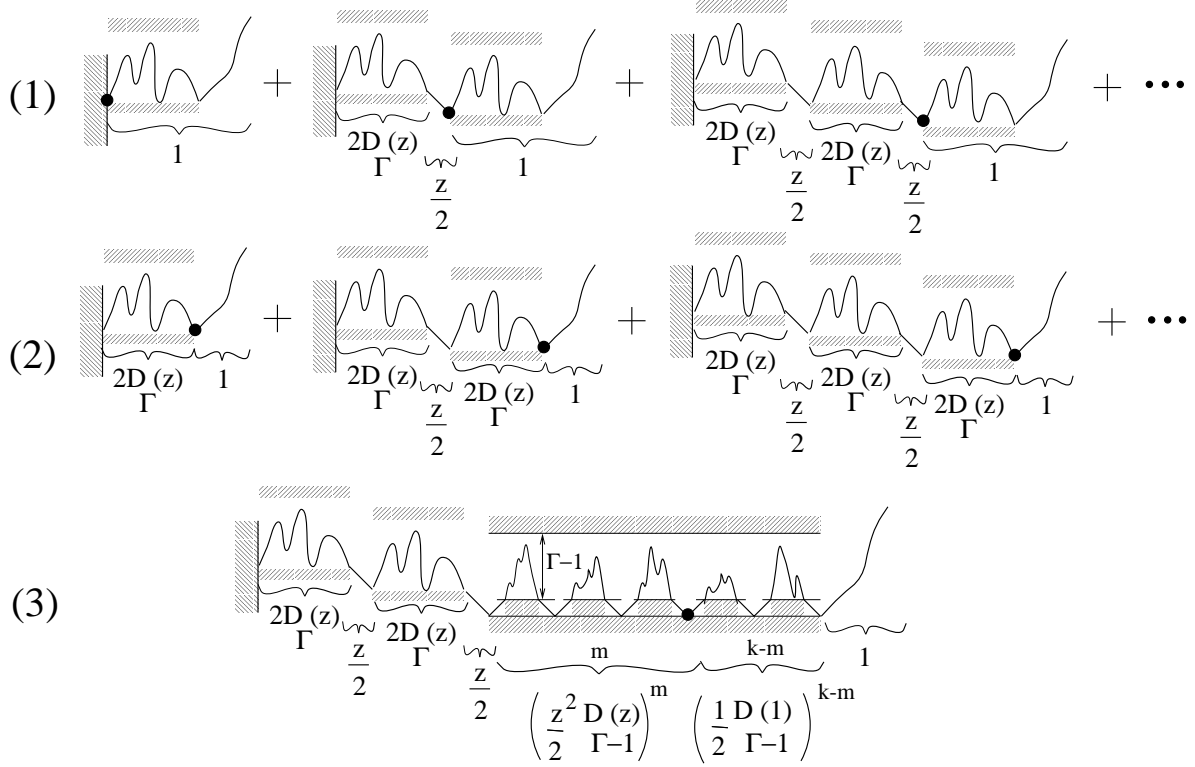 (1) + + + ...
1
2D (z)
Γ
z
2
1
2D (z)
Γ
z
2
2D (z)
Γ
z
2
1
(2) + + + ...
2D (z)
Γ
1
2D (z)
Γ
z
2
2D (z)
Γ
1
2D (z)
Γ
z
2
2D (z)
Γ
z
2
2D (z)
Γ
1
(3)
Γ−1
2D (z)
Γ
z
2
2D (z)
Γ
z
2
m
k-m
1
( z² D (z) )^m ( 1 D (1) )^k-m
2 Γ−1 2 Γ−1